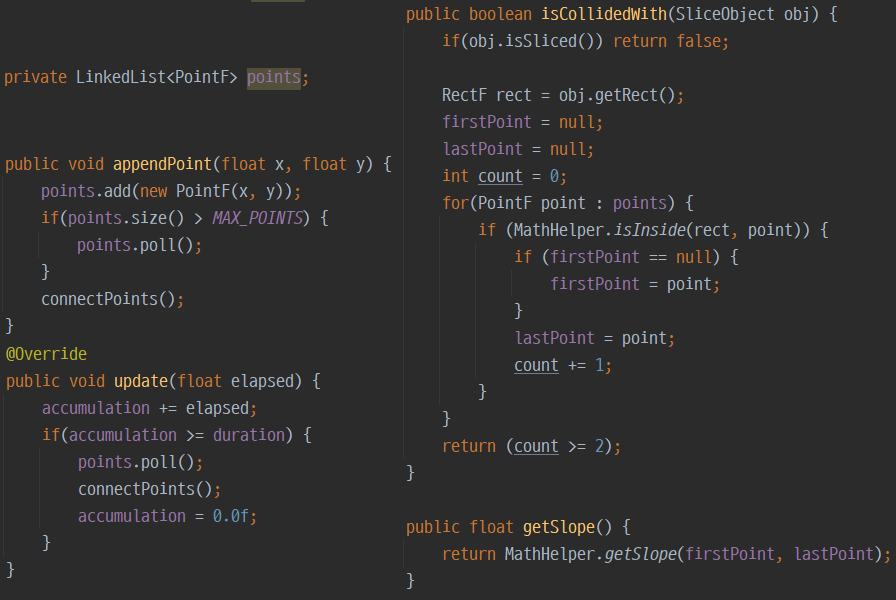 private LinkedList<PointF> points;
public void appendPoint(float x, float y) {
    points.add(new PointF(x, y));
    if(points.size() > MAX_POINTS) {
        points.poll();
    }
    connectPoints();
}
@Override
public void update(float elapsed) {
    accumulation += elapsed;
    if(accumulation >= duration) {
        points.poll();
        connectPoints();
        accumulation = 0.0f;
    }
}
public boolean isCollidedWith(SliceObject obj) {
    if(obj.isSliced()) return false;
    RectF rect = obj.getRect();
    firstPoint = null;
    lastPoint = null;
    int count = 0;
    for(PointF point : points) {
        if (MathHelper.isInside(rect, point)) {
            if (firstPoint == null) {
                firstPoint = point;
            }
            lastPoint = point;
            count += 1;
        }
    }
    return (count >= 2);
}
public float getSlope() {
    return MathHelper.getSlope(firstPoint, lastPoint);
}